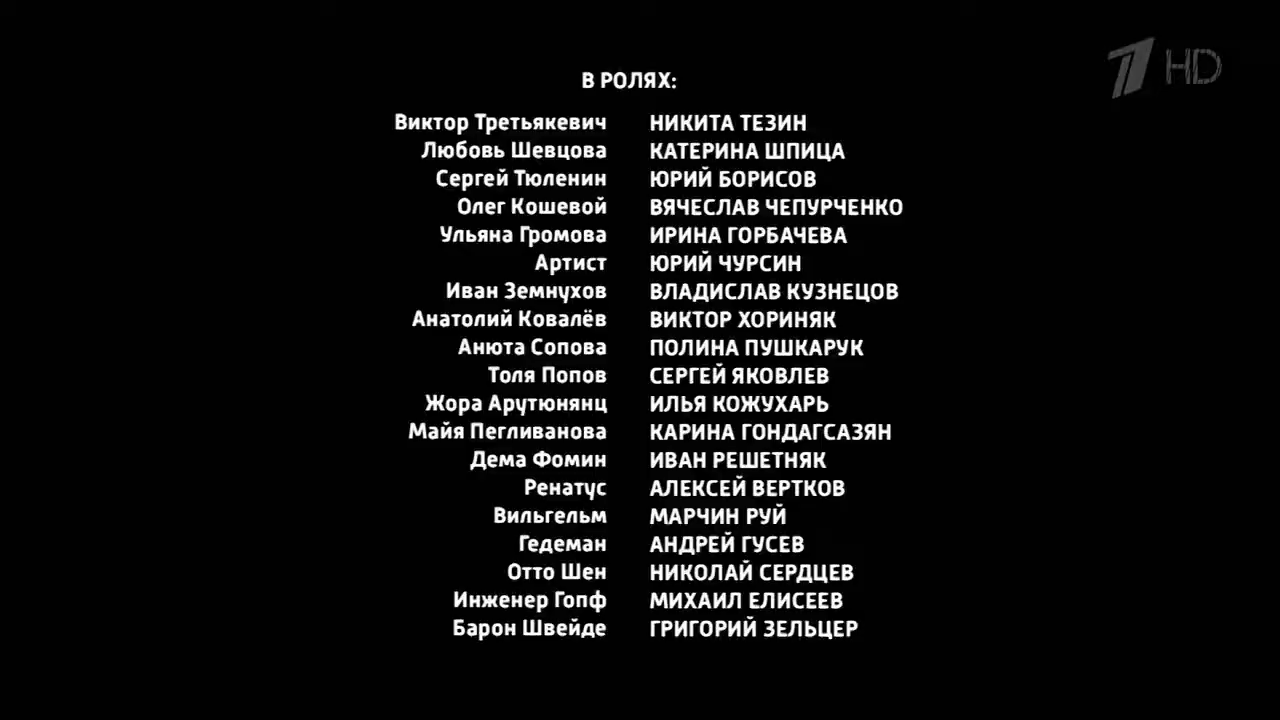 1 HD
В РОЛЯХ:
Виктор Третьякевич НИКИТА ТЕЗИН
Любовь Шевцова КАТЕРИНА ШПИЦА
Сергей Тюленин ЮРИЙ БОРИСОВ
Олег Кошевой ВЯЧЕСЛАВ ЧЕПУРЧЕНКО
Ульяна Громова ИРИНА ГОРБАЧЕВА
Артист ЮРИЙ ЧУРСИН
Иван Земнухов ВЛАДИСЛАВ КУЗНЕЦОВ
Анатолий Ковалёв ВИКТОР ХОРИНЯК
Анюта Сопова ПОЛИНА ПУШКАРУК
Толя Попов СЕРГЕЙ ЯКОВЛЕВ
Жора Арутюнянц ИЛЬЯ КОЖУХАРЬ
Майя Пегливанова КАРИНА ГОНДАГСАЗЯН
Дема Фомин ИВАН РЕШЕТНЯК
Ренатус АЛЕКСЕЙ ВЕРТКОВ
Вильгельм МАРЧИН РУЙ
Гедеман АНДРЕЙ ГУСЕВ
Отто Шен НИКОЛАЙ СЕРДЦЕВ
Инженер Гопф МИХАИЛ ЕЛИСЕЕВ
Барон Швейде ГРИГОРИЙ ЗЕЛЬЦЕР